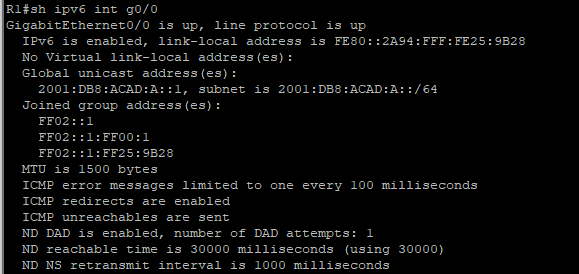 R1#sh ipv6 int g0/0
GigabitEthernet0/0 is up, line protocol is up
IPv6 is enabled, link-local address is FE80::2A94:FFF:FE25:9B28
No Virtual link-local address(es):
Global unicast address(es):
2001:DB8:ACAD:A::1, subnet is 2001:DB8:ACAD:A::/64
Joined group address(es):
FF02::1
FF02::1:FF00:1
FF02::1:FF25:9B28
MTU is 1500 bytes
ICMP error messages limited to one every 100 milliseconds
ICMP redirects are enabled
ICMP unreachables are sent
ND DAD is enabled, number of DAD attempts: 1
ND reachable time is 30000 milliseconds (using 30000)
ND NS retransmit interval is 1000 milliseconds